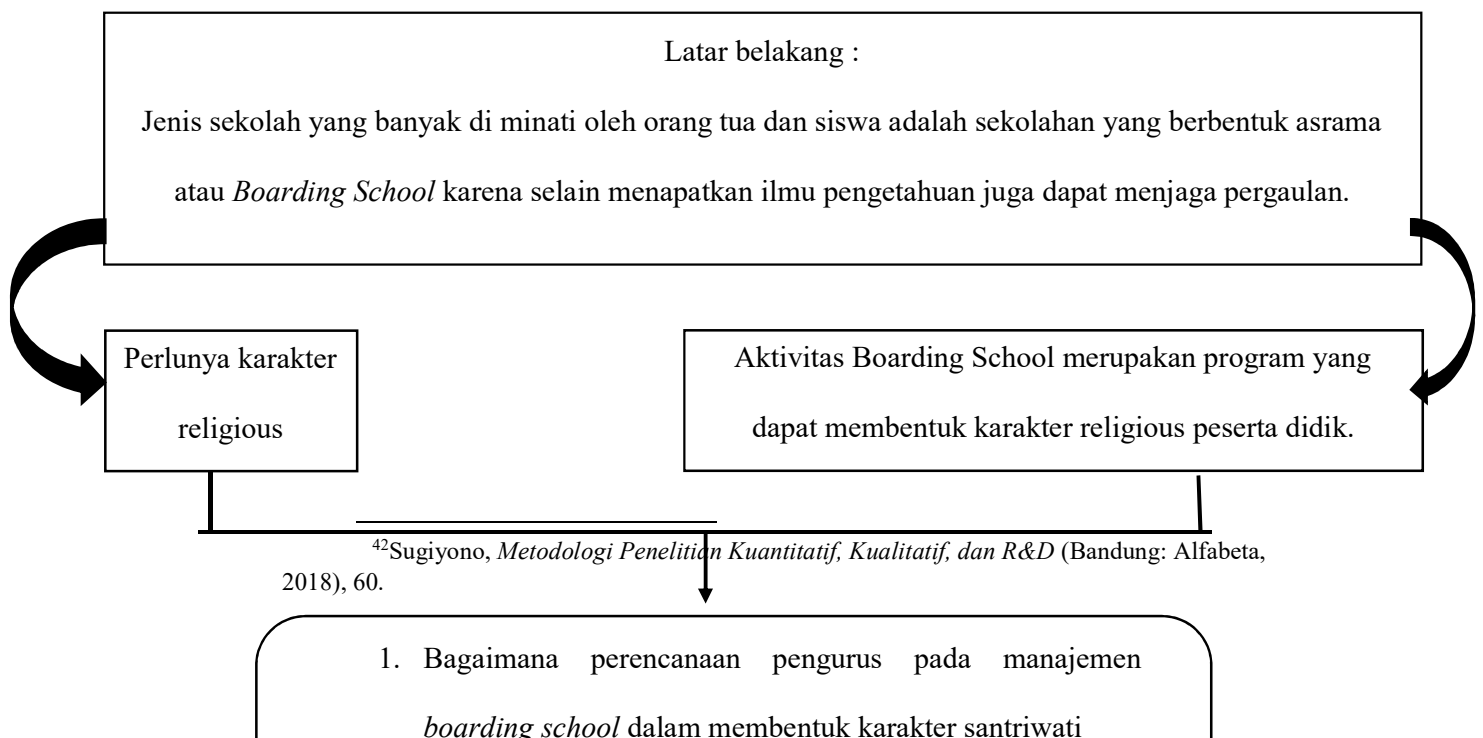 Latar belakang :
Jenis sekolah yang banyak di minati oleh orang tua dan siswa adalah sekolahan yang berbentuk asrama
atau Boarding School karena selain menapatkan ilmu pengetahuan juga dapat menjaga pergaulan.
Perlunya karakter
religious
Aktivitas Boarding School merupakan program yang
dapat membentuk karakter religious peserta didik.
42Sugiyono, Metodologi Penelitian Kuantitatif, Kualitatif, dan R&D (Bandung: Alfabeta,
2018), 60.
1. Bagaimana perencanaan pengurus pada manajemen
boarding school dalam membentuk karakter santriwati